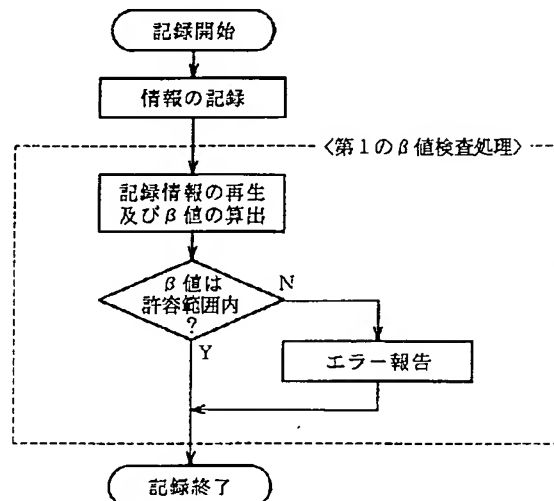 記録開始
情報の記録
〈第1のβ値検査処理〉
記録情報の再生
及びβ値の算出
β値は
許容範囲内
?
N
Y
エラー報告
記録終了